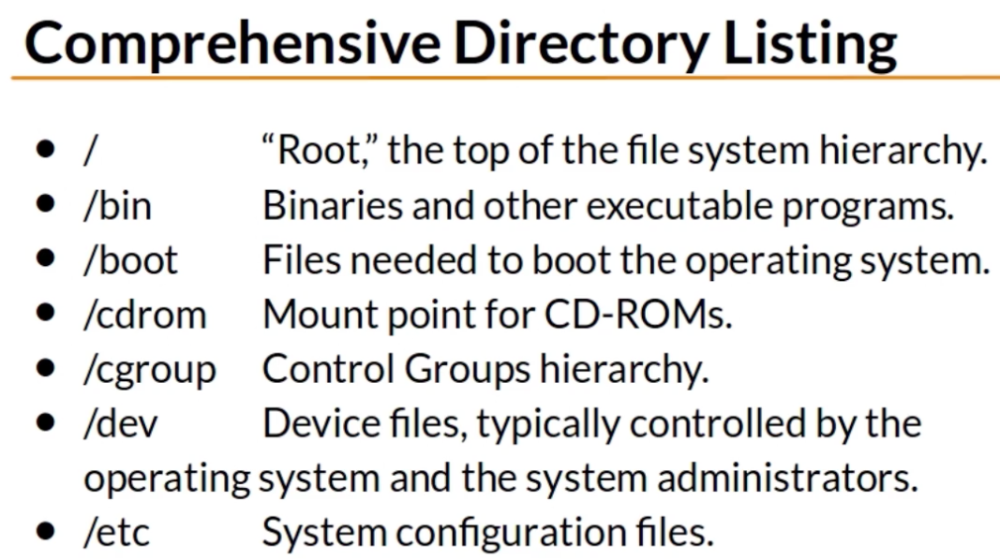 Comprehensive Directory Listing
• / “Root,” the top of the file system hierarchy.
• /bin Binaries and other executable programs.
• /boot Files needed to boot the operating system.
• /cdrom Mount point for CD-ROMs.
• /cgroup Control Groups hierarchy.
• /dev Device files, typically controlled by the
operating system and the system administrators.
• /etc System configuration files.